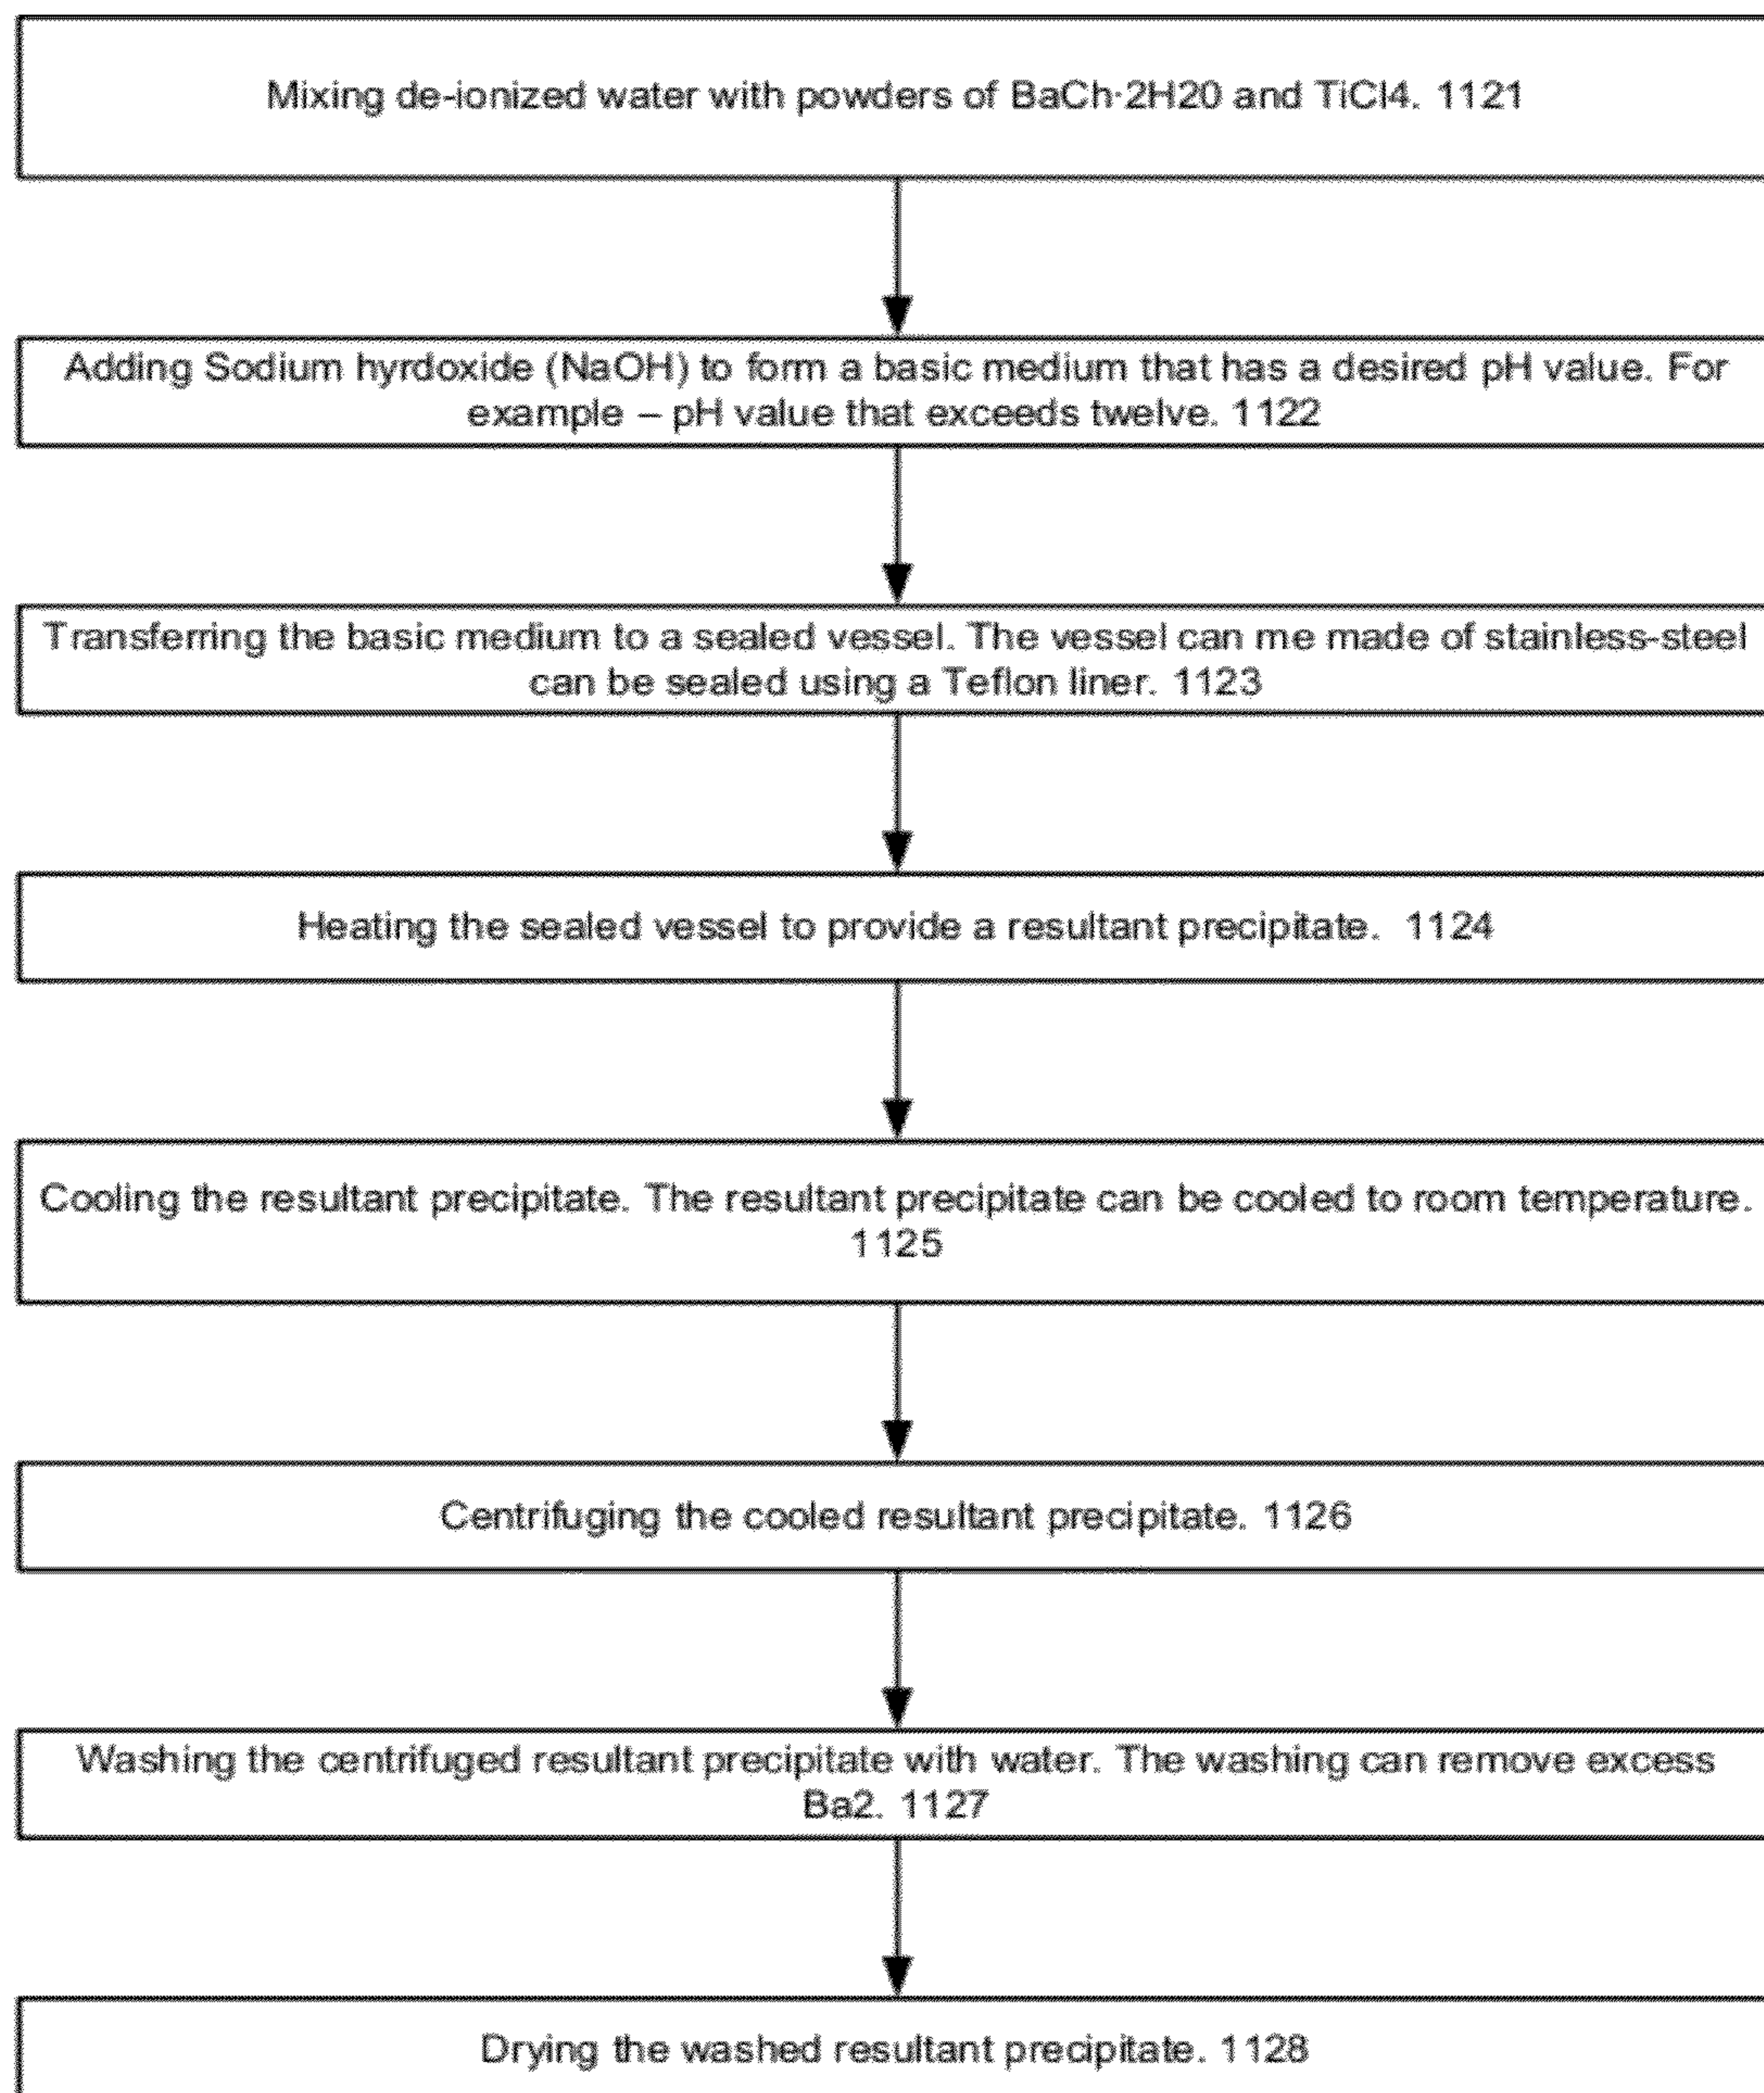 Mixing de-ionized water with powders of BaCh·2H20 and TiCl4. 1121
Adding Sodium hyrdoxide (NaOH) to form a basic medium that has a desired pH value. For
example – pH value that exceeds twelve. 1122
Transferring the basic medium to a sealed vessel. The vessel can me made of stainless-steel
can be sealed using a Teflon liner. 1123
Heating the sealed vessel to provide a resultant precipitate. 1124
Cooling the resultant precipitate. The resultant precipitate can be cooled to room temperature.
1125
Centrifuging the cooled resultant precipitate. 1126
Washing the centrifuged resultant precipitate with water. The washing can remove excess
Ba2. 1127
Drying the washed resultant precipitate. 1128